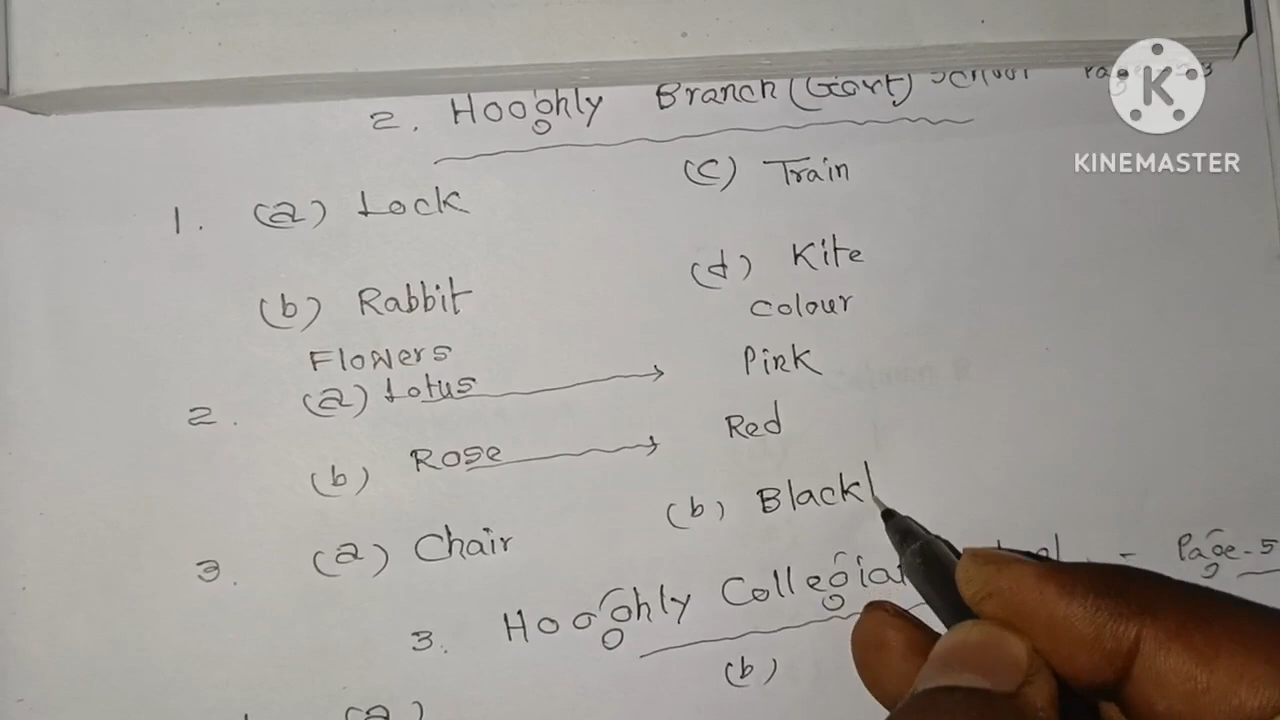 2. Hooghly Branch (Govt) School
K
KINEMASTER
1. (a) Lock (c) Train
(b) Rabbit (d) Kite
Flowers Colour
2. (a) Lotus → Pink
(b) Rose → Red
3. (a) Chair (b) Black
3. Hooghly - Page-5
(a) (b)